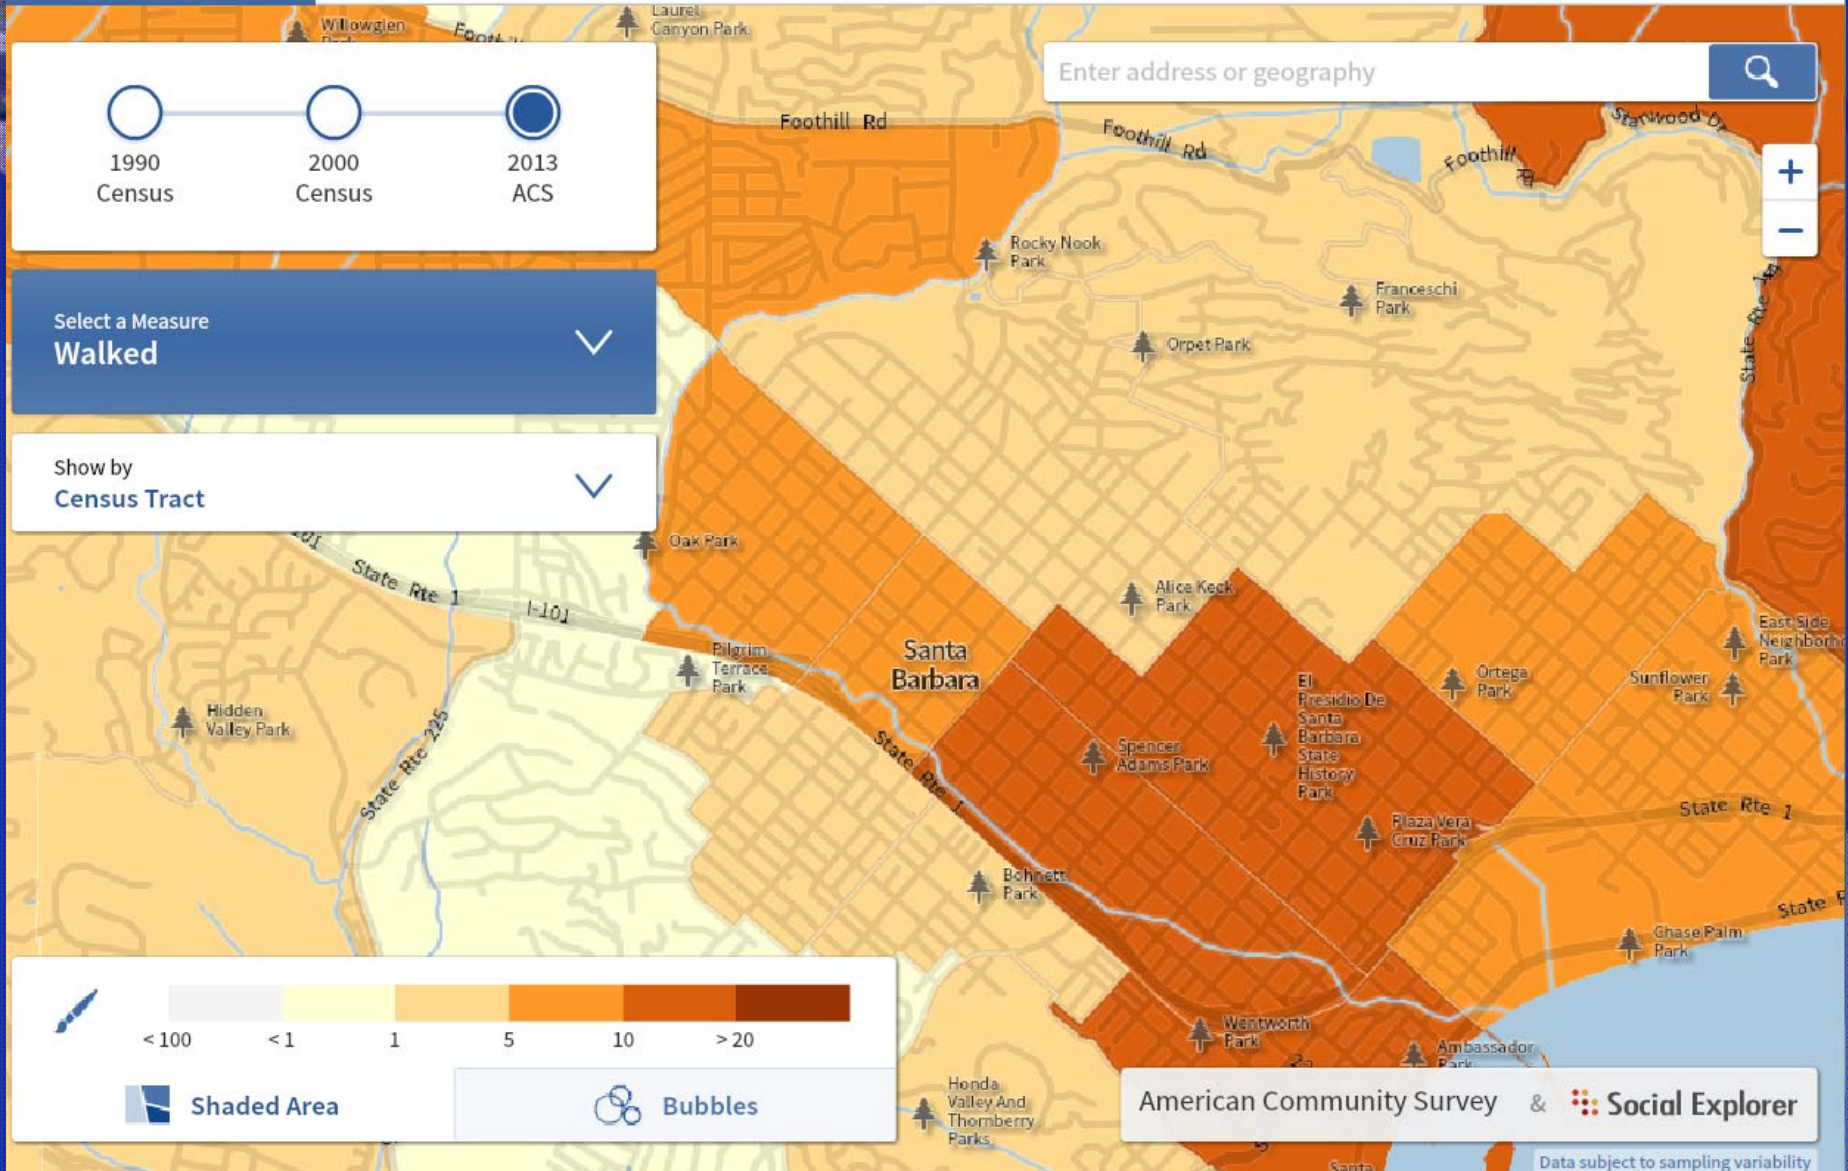 Willowglen
Laurel
Canyon Park
1990
Census
2000
Census
2013
ACS
Enter address or geography
Foothill Rd
Foothill Rd
Foothill
Starwood Dr
+
−
Rocky Nook
Park
Franceschi
Park
Orpet Park
Select a Measure
Walked
Show by
Census Tract
Oak Park
101
State Rte 1
I-101
Alice Keck
Park
Santa
Barbara
Pilgrim
Terrace
Park
East Side
Park
Ortega
Park
Sunflower
Park
El
Presidio De
Santa
Barbara
State
History
Park
Hidden
Valley Park
State Rte 225
State Rte 1
Spencer
Adams Park
Plaza Vera
Cruz Park
State Rte 1
Bohnett
Park
State
Chase Palm
Park
Wentworth
Park
Ambassador
Park
< 100
< 1
1
5
10
> 20
Shaded Area
Bubbles
Honda
Valley And
Thornberry
Parks
American Community Survey & Social Explorer
Santa
Data subject to sampling variability